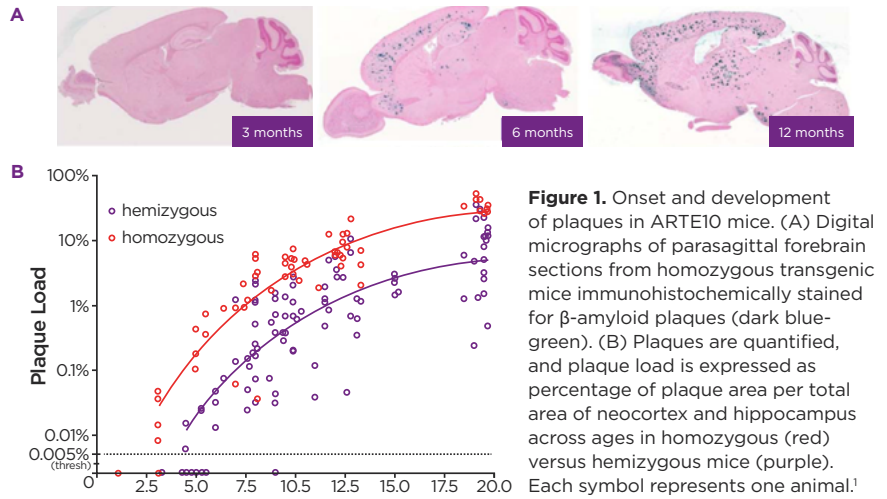 A
3 months
6 months
12 months
B
100%
10%
1%
0.1%
0.01%
0.005%
(thresh)
Plaque Load
hemizygous
homozygous
0
2.5
5.0
7.5
10.5
12.5
15.0
17.5
20.0
Figure 1. Onset and development
of plaques in ARTE10 mice. (A) Digital
micrographs of parasagittal forebrain
sections from homozygous transgenic
mice immunohistochemically stained
for β-amyloid plaques (dark blue-
green). (B) Plaques are quantified,
and plaque load is expressed as
percentage of plaque area per total
area of neocortex and hippocampus
across ages in homozygous (red)
versus hemizygous mice (purple).
Each symbol represents one animal.¹